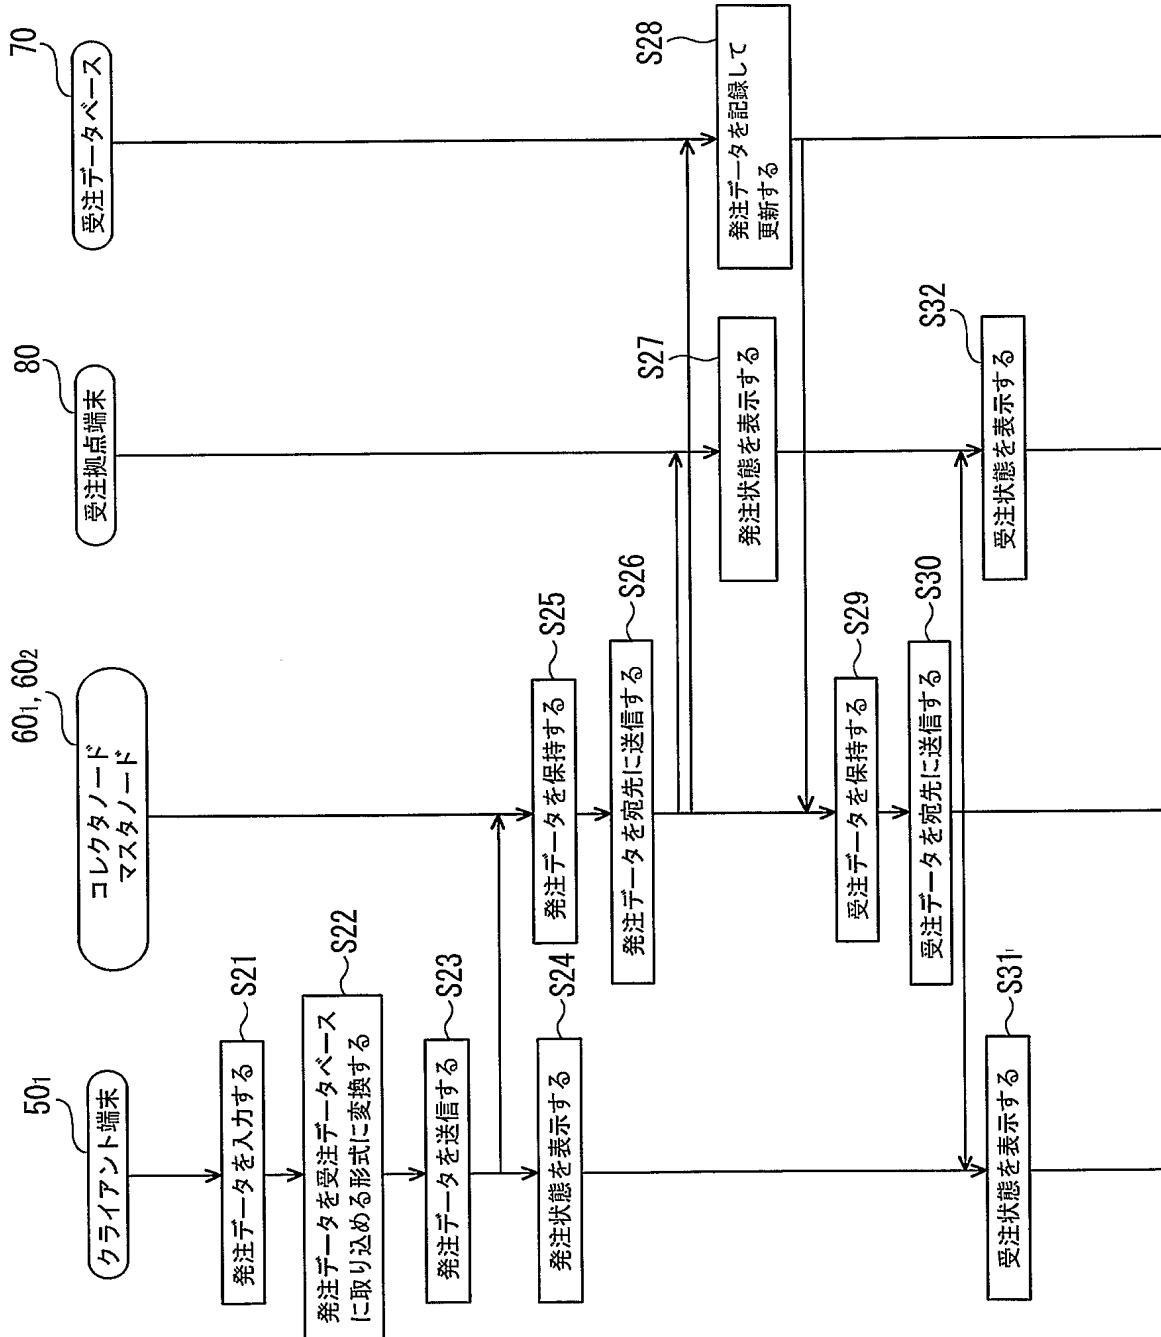 50₁
クライアント端末
60₁, 60₂
コレクタノード
マスタノード
80
受注拠点端末
70
受注データベース
S21
発注データを入力する
S22
発注データを受注データベース
に取り込める形式に変換する
S23
発注データを送信する
S24
発注状態を表示する
S25
発注データを保持する
S26
発注データを宛先に送信する
S27
発注状態を表示する
S28
発注データを記録して
更新する
S29
受注データを保持する
S30
受注データを宛先に送信する
S31
受注状態を表示する
S32
受注状態を表示する